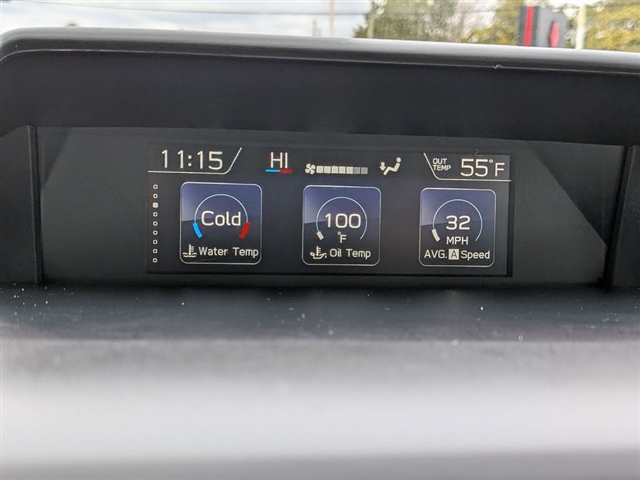 11:15
HI
OUT TEMP 55°F
Cold
Water Temp
100
°F
Oil Temp
32
MPH
AVG. A Speed